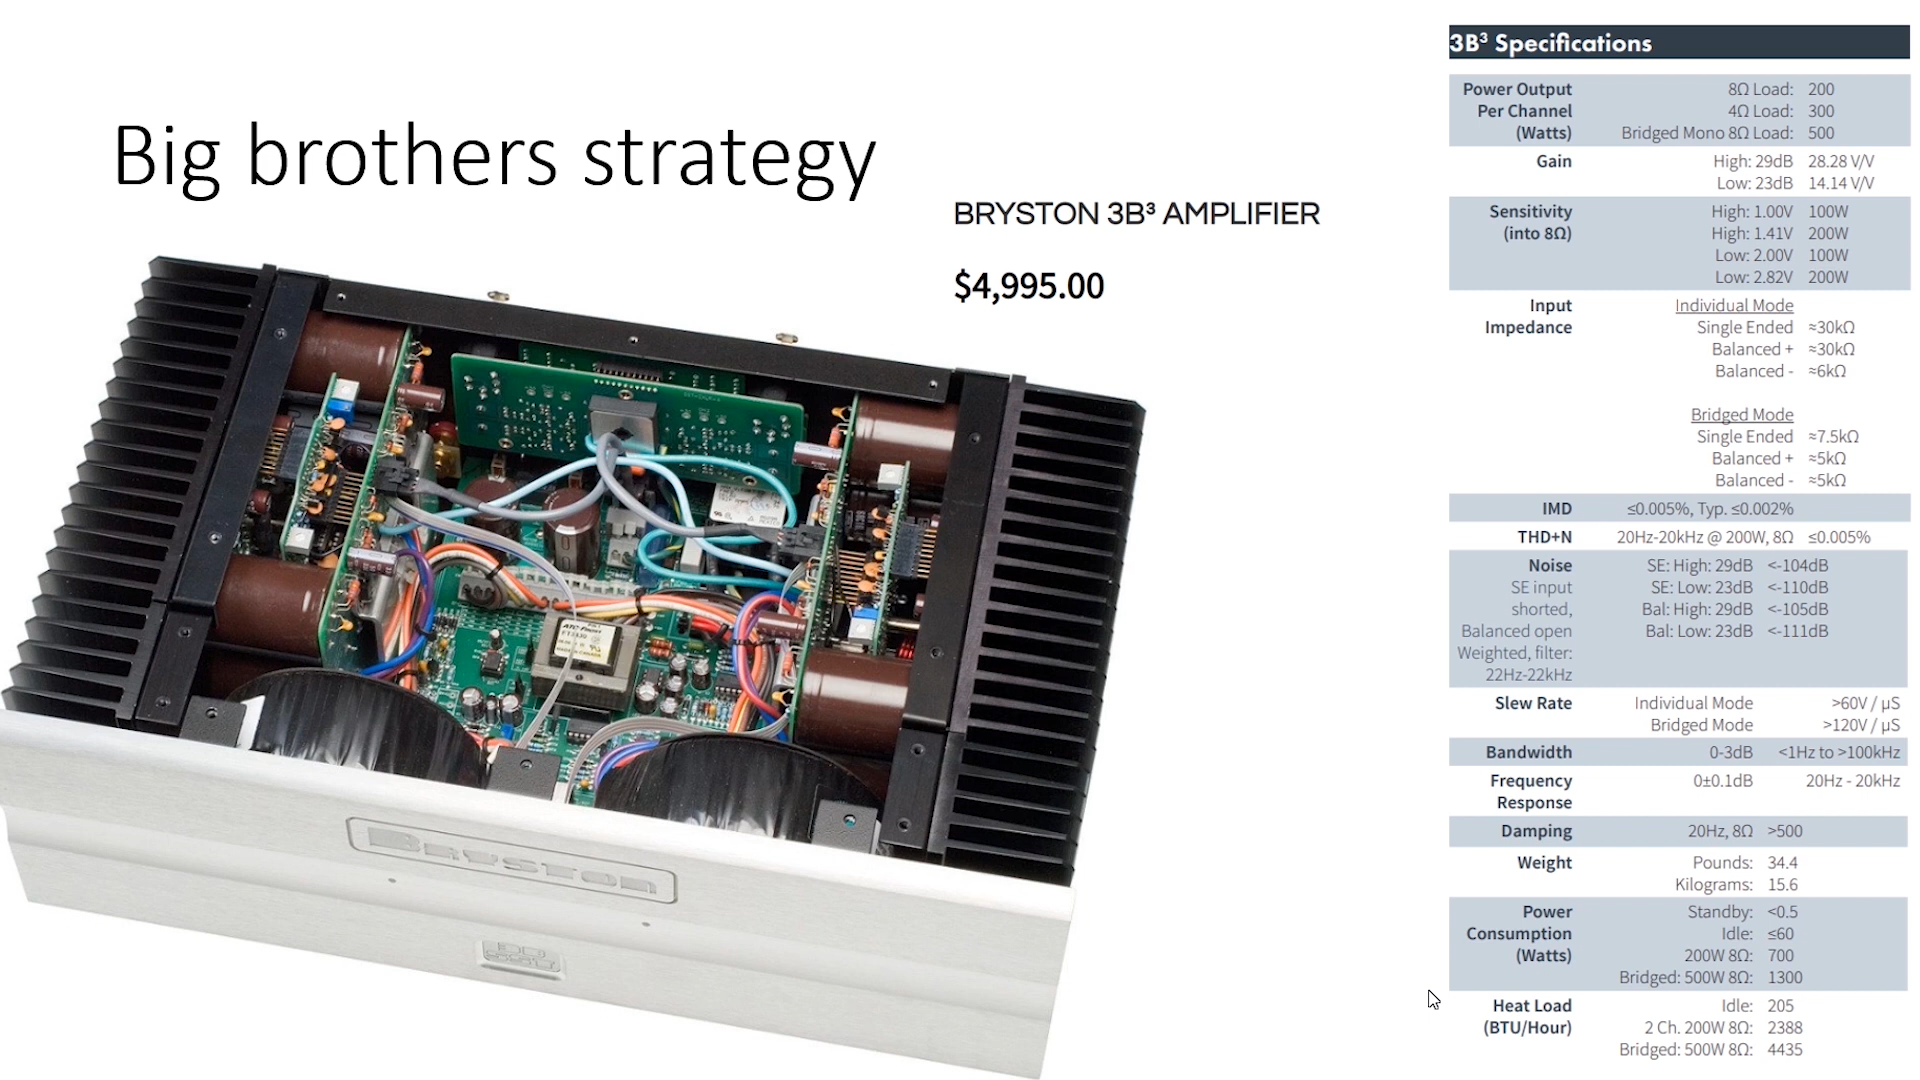 Big brothers strategy
BRYSTON 3B³ AMPLIFIER
$4,995.00
BRYSTON
3B³ Specifications
Power Output 8Ω Load: 200
Per Channel 4Ω Load: 300
(Watts) Bridged Mono 8Ω Load: 500
Gain High: 29dB 28.28 V/V
Low: 23dB 14.14 V/V
Sensitivity High: 1.00V 100W
(into 8Ω) High: 1.41V 200W
Low: 2.00V 100W
Low: 2.82V 200W
Input Individual Mode
Impedance Single Ended ≈30kΩ
Balanced + ≈30kΩ
Balanced - ≈6kΩ
Bridged Mode
Single Ended ≈7.5kΩ
Balanced + ≈5kΩ
Balanced - ≈5kΩ
IMD ≤0.005%, Typ. ≤0.002%
THD+N 20Hz-20kHz @ 200W, 8Ω ≤0.005%
Noise SE: High: 29dB <-104dB
SE input SE: Low: 23dB <-110dB
shorted, Bal: High: 29dB <-105dB
Balanced open Bal: Low: 23dB <-111dB
Weighted, filter:
22Hz-22kHz
Slew Rate Individual Mode >60V / µS
Bridged Mode >120V / µS
Bandwidth 0-3dB <1Hz to >100kHz
Frequency 0±0.1dB 20Hz - 20kHz
Response
Damping 20Hz, 8Ω >500
Weight Pounds: 34.4
Kilograms: 15.6
Power Standby: <0.5
Consumption Idle: ≤60
(Watts) 200W 8Ω: 700
Bridged: 500W 8Ω: 1300
Heat Load Idle: 205
(BTU/Hour) 2 Ch. 200W 8Ω: 2388
Bridged: 500W 8Ω: 4435